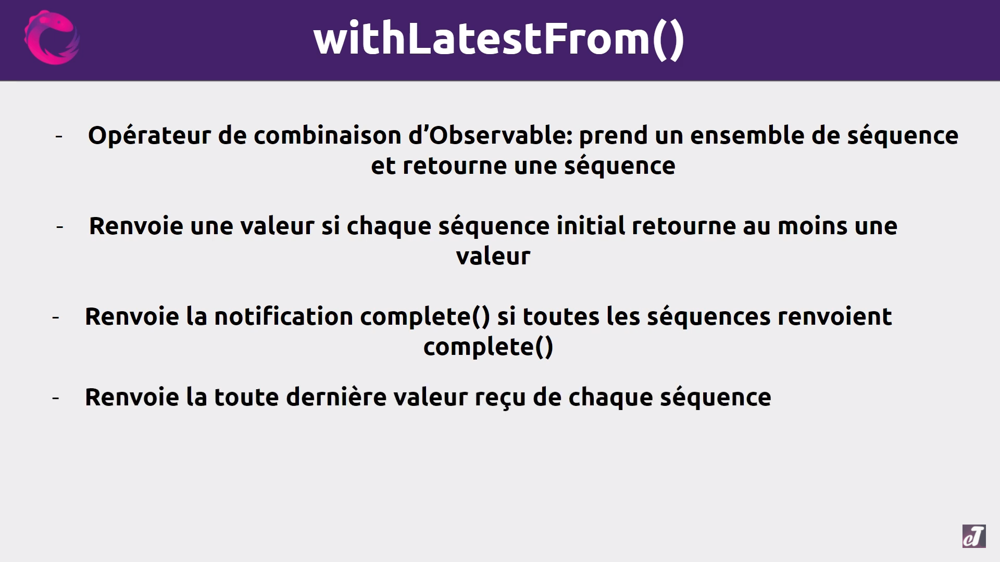 withLatestFrom()
- Opérateur de combinaison d’Observable: prend un ensemble de séquence
et retourne une séquence
- Renvoie une valeur si chaque séquence initial retourne au moins une
valeur
- Renvoie la notification complete() si toutes les séquences renvoient
complete()
- Renvoie la toute dernière valeur reçu de chaque séquence
eT